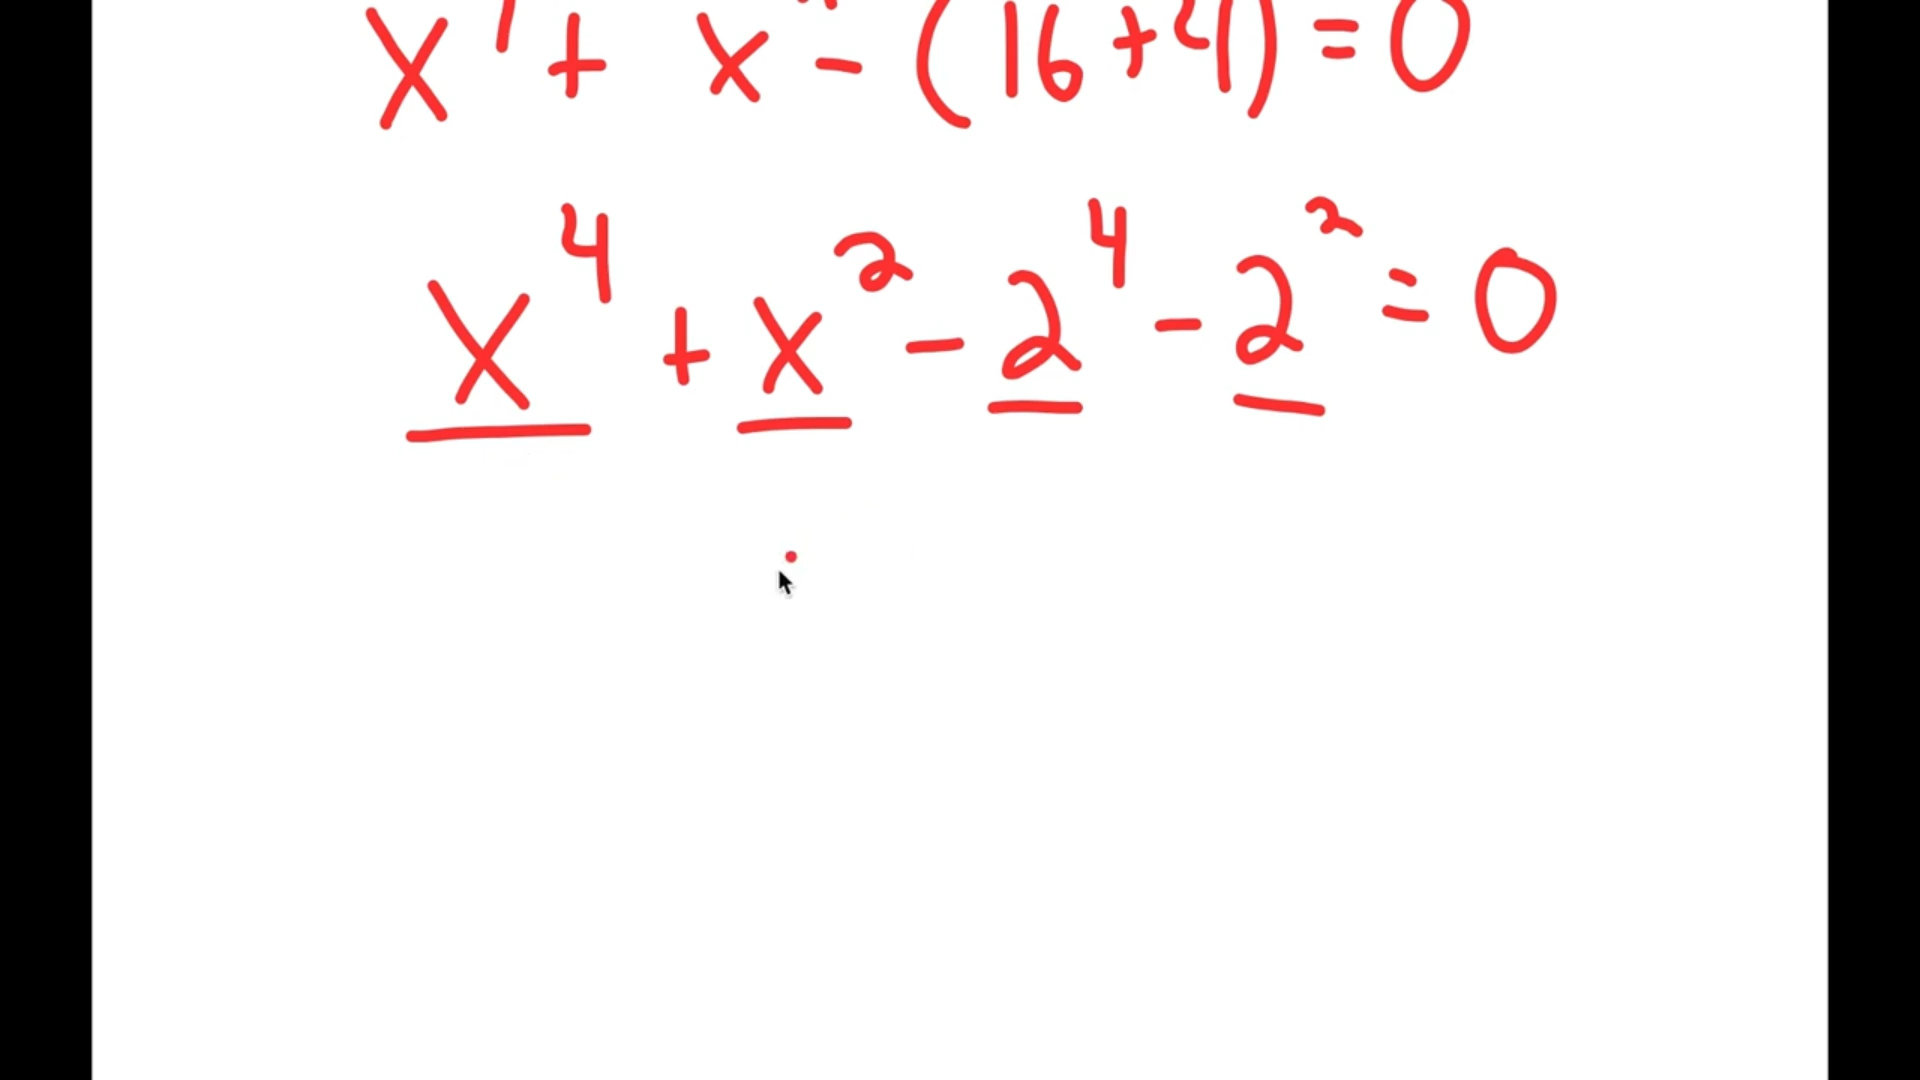 x⁴ + x² - (16 + 4) = 0
x⁴ + x² - 2⁴ - 2² = 0